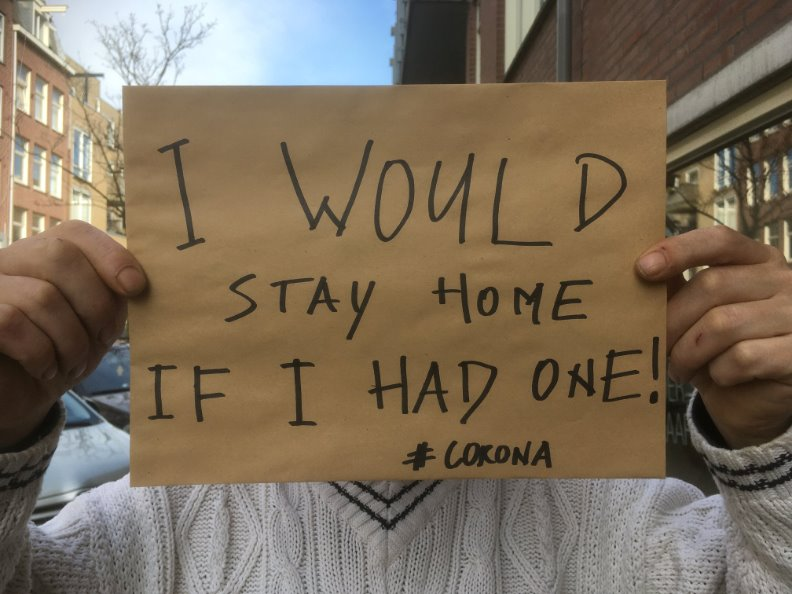 I WOULD
STAY HOME
IF I HAD ONE!
# CORONA